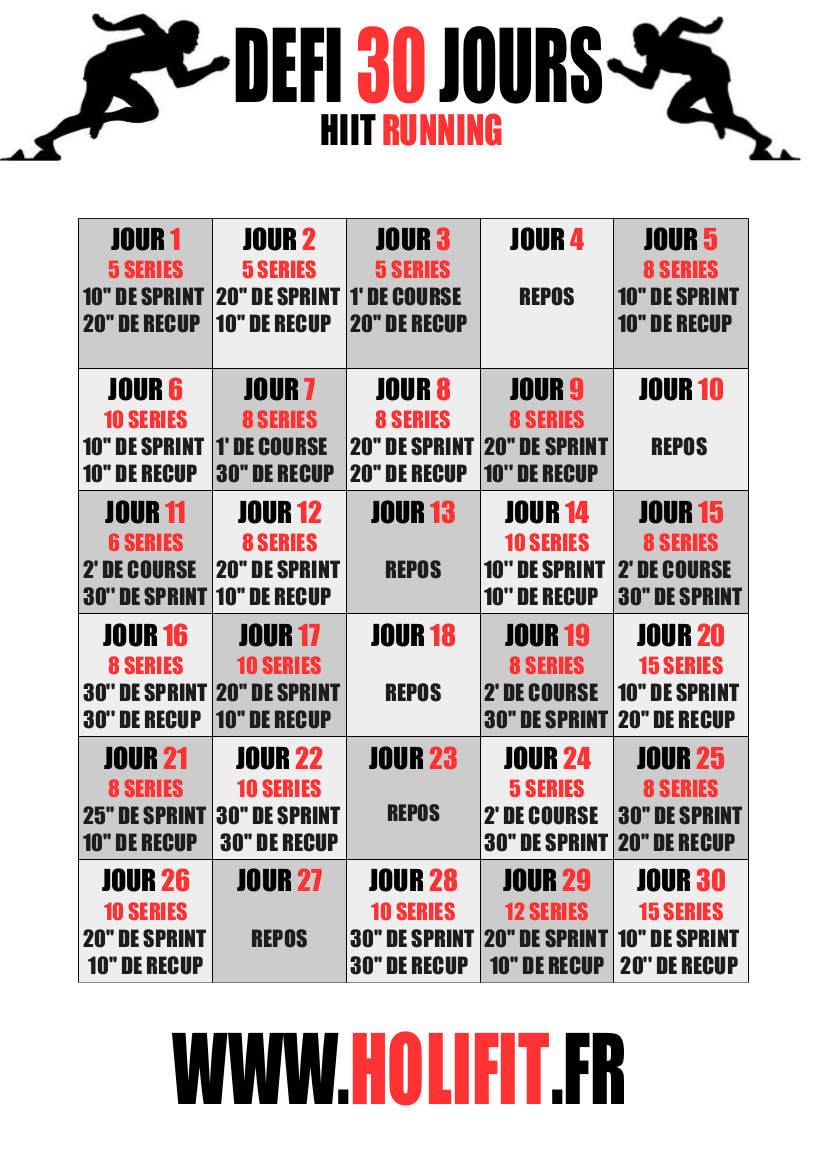 DEFI 30 JOURS
HIIT RUNNING
JOUR 1
5 SERIES
10" DE SPRINT
20" DE RECUP
JOUR 2
5 SERIES
20" DE SPRINT
10" DE RECUP
JOUR 3
5 SERIES
1' DE COURSE
20" DE RECUP
JOUR 4
REPOS
JOUR 5
8 SERIES
10" DE SPRINT
10" DE RECUP
JOUR 6
10 SERIES
10" DE SPRINT
10" DE RECUP
JOUR 7
8 SERIES
1' DE COURSE
30" DE RECUP
JOUR 8
8 SERIES
20" DE SPRINT
20" DE RECUP
JOUR 9
8 SERIES
20" DE SPRINT
10'' DE RECUP
JOUR 10
REPOS
JOUR 11
6 SERIES
2' DE COURSE
30'' DE SPRINT
JOUR 12
8 SERIES
20" DE SPRINT
10" DE RECUP
JOUR 13
REPOS
JOUR 14
10 SERIES
10'' DE SPRINT
10'' DE RECUP
JOUR 15
8 SERIES
2' DE COURSE
30" DE SPRINT
JOUR 16
8 SERIES
30'' DE SPRINT
30'' DE RECUP
JOUR 17
10 SERIES
20" DE SPRINT
10" DE RECUP
JOUR 18
REPOS
JOUR 19
8 SERIES
2' DE COURSE
30" DE SPRINT
JOUR 20
15 SERIES
10" DE SPRINT
20" DE RECUP
JOUR 21
8 SERIES
25" DE SPRINT
10" DE RECUP
JOUR 22
10 SERIES
30" DE SPRINT
30" DE RECUP
JOUR 23
REPOS
JOUR 24
5 SERIES
2' DE COURSE
30" DE SPRINT
JOUR 25
8 SERIES
30" DE SPRINT
20" DE RECUP
JOUR 26
10 SERIES
20" DE SPRINT
10" DE RECUP
JOUR 27
REPOS
JOUR 28
10 SERIES
30" DE SPRINT
30" DE RECUP
JOUR 29
12 SERIES
20" DE SPRINT
10" DE RECUP
JOUR 30
15 SERIES
10" DE SPRINT
20'' DE RECUP
WWW.HOLIFIT.FR